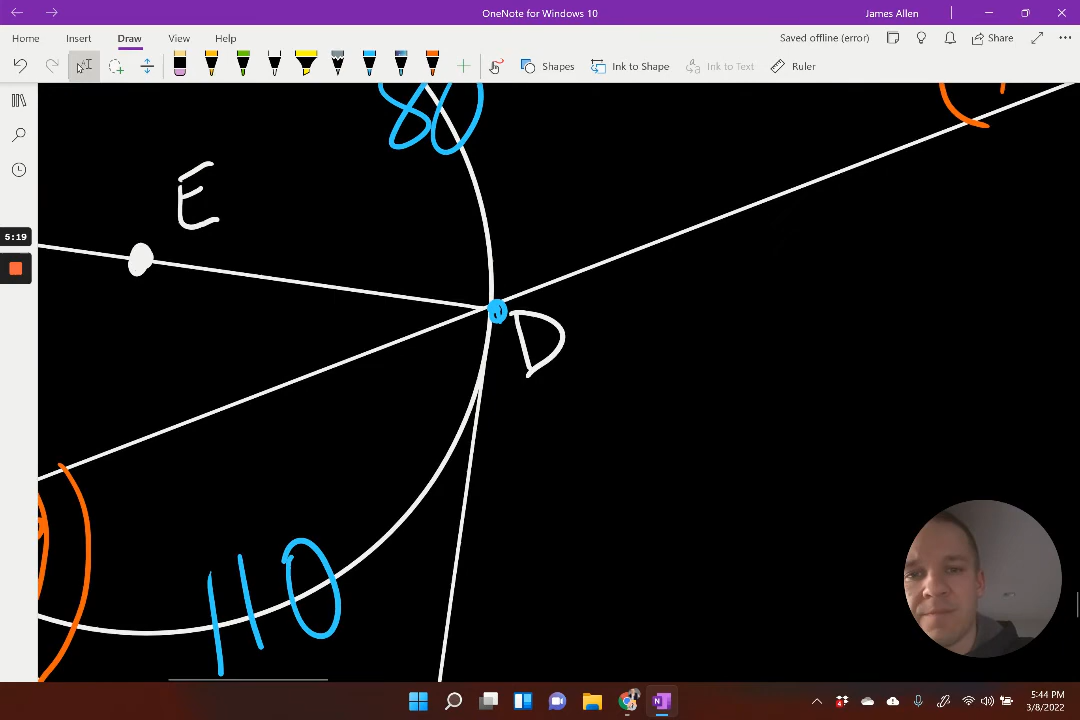 OneNote for Windows 10
James Allen
Home Insert Draw View Help
Saved offline (error)
Share
Shapes
Ink to Shape
Ink to Text
Ruler
80
E
5:19
D
110
5:44 PM
3/8/2022